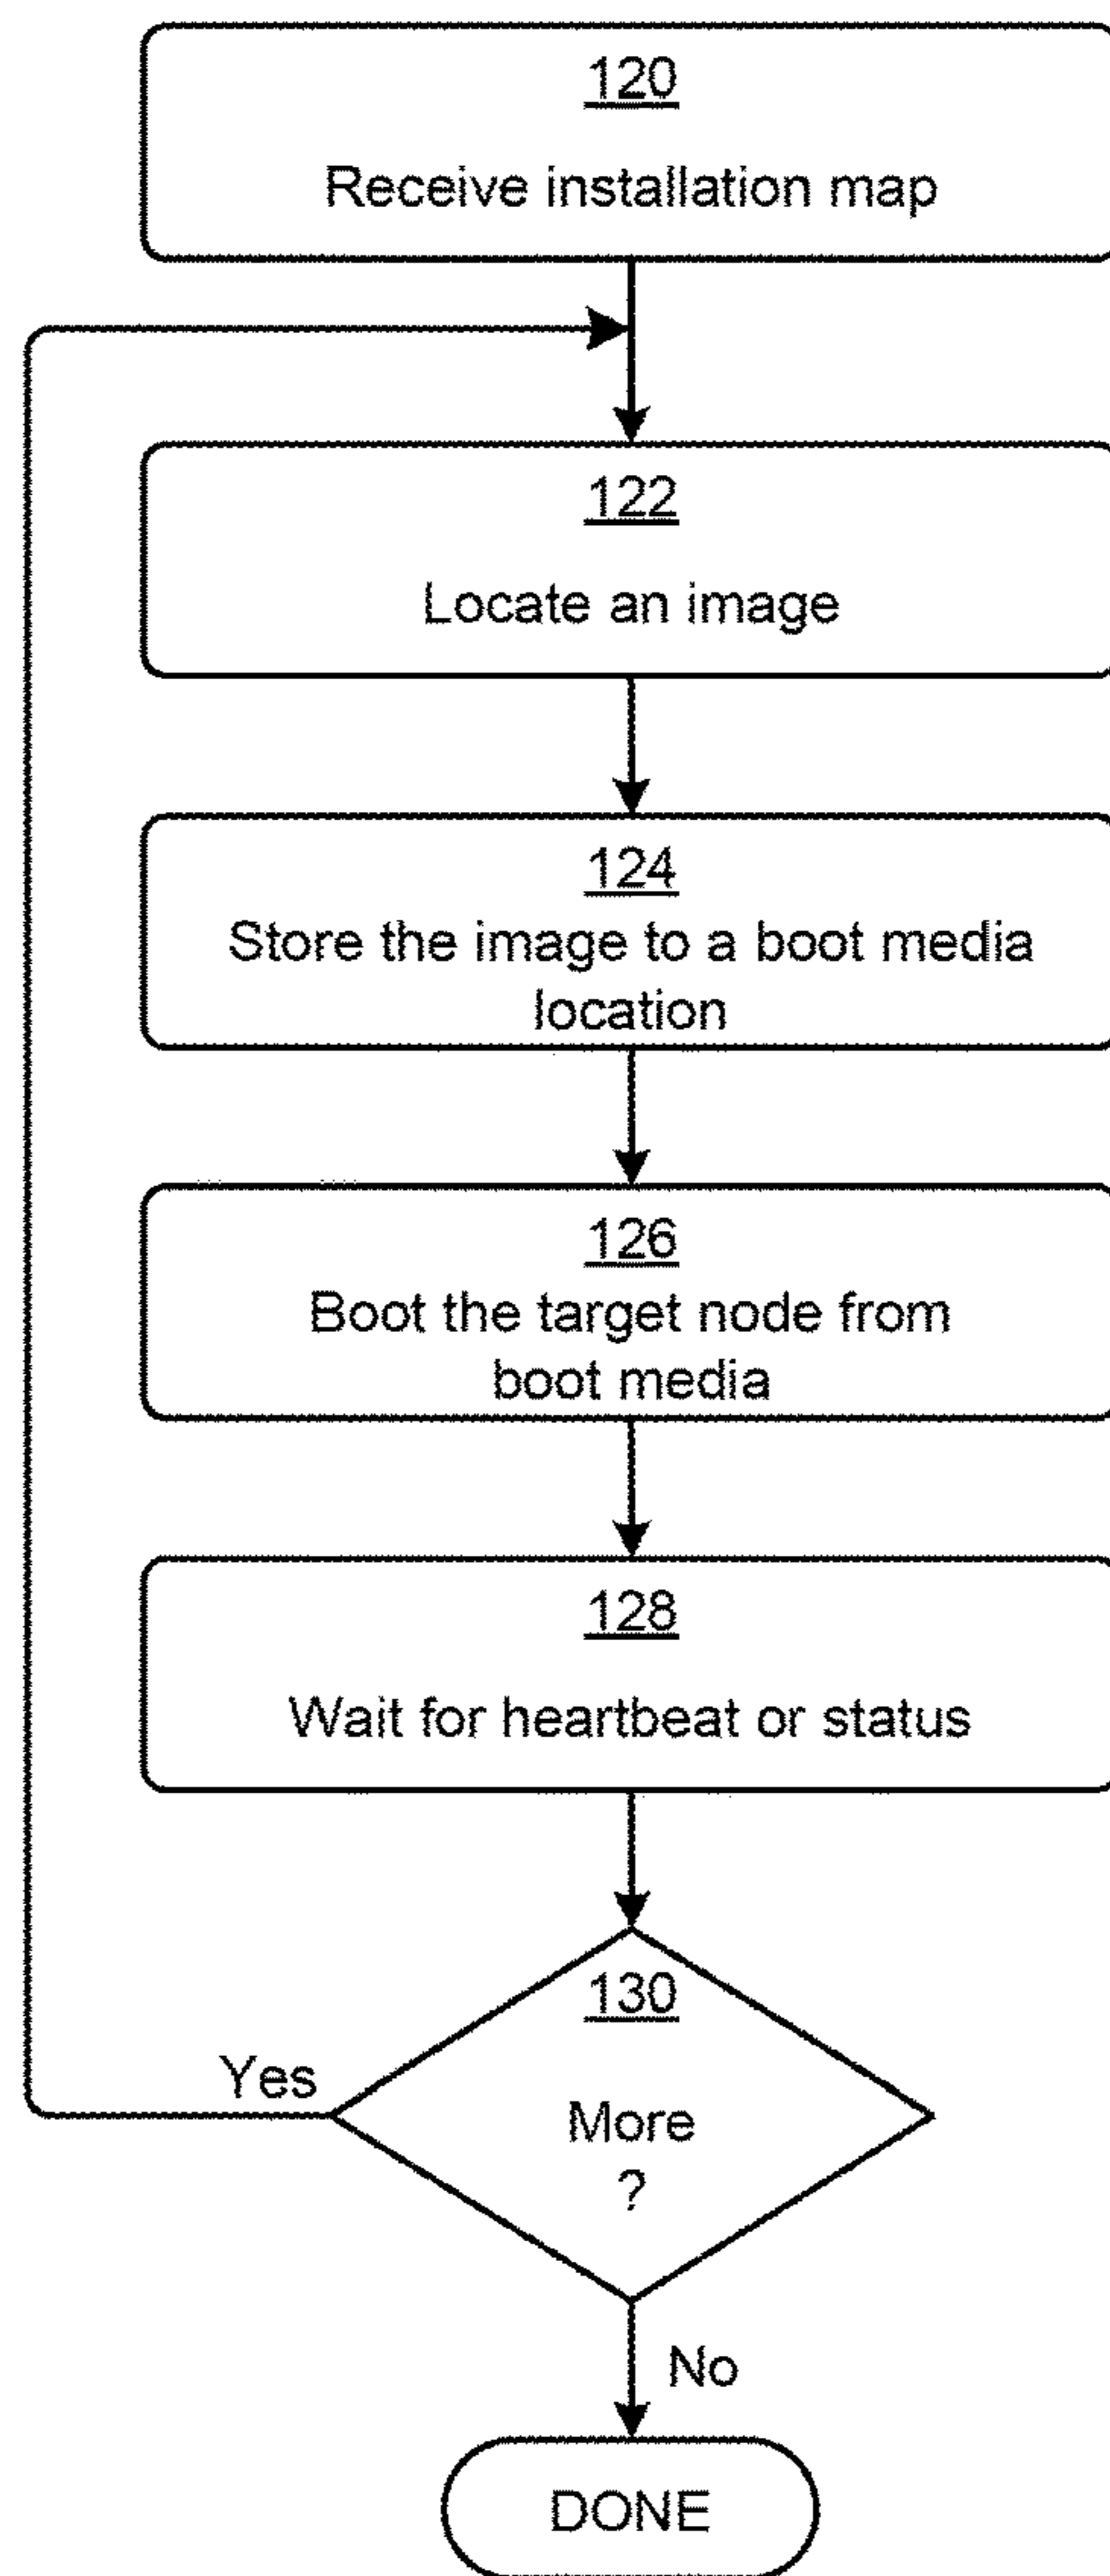 120
Receive installation map
122
Locate an image
124
Store the image to a boot media
location
126
Boot the target node from
boot media
128
Wait for heartbeat or status
130
Yes
More
?
No
DONE